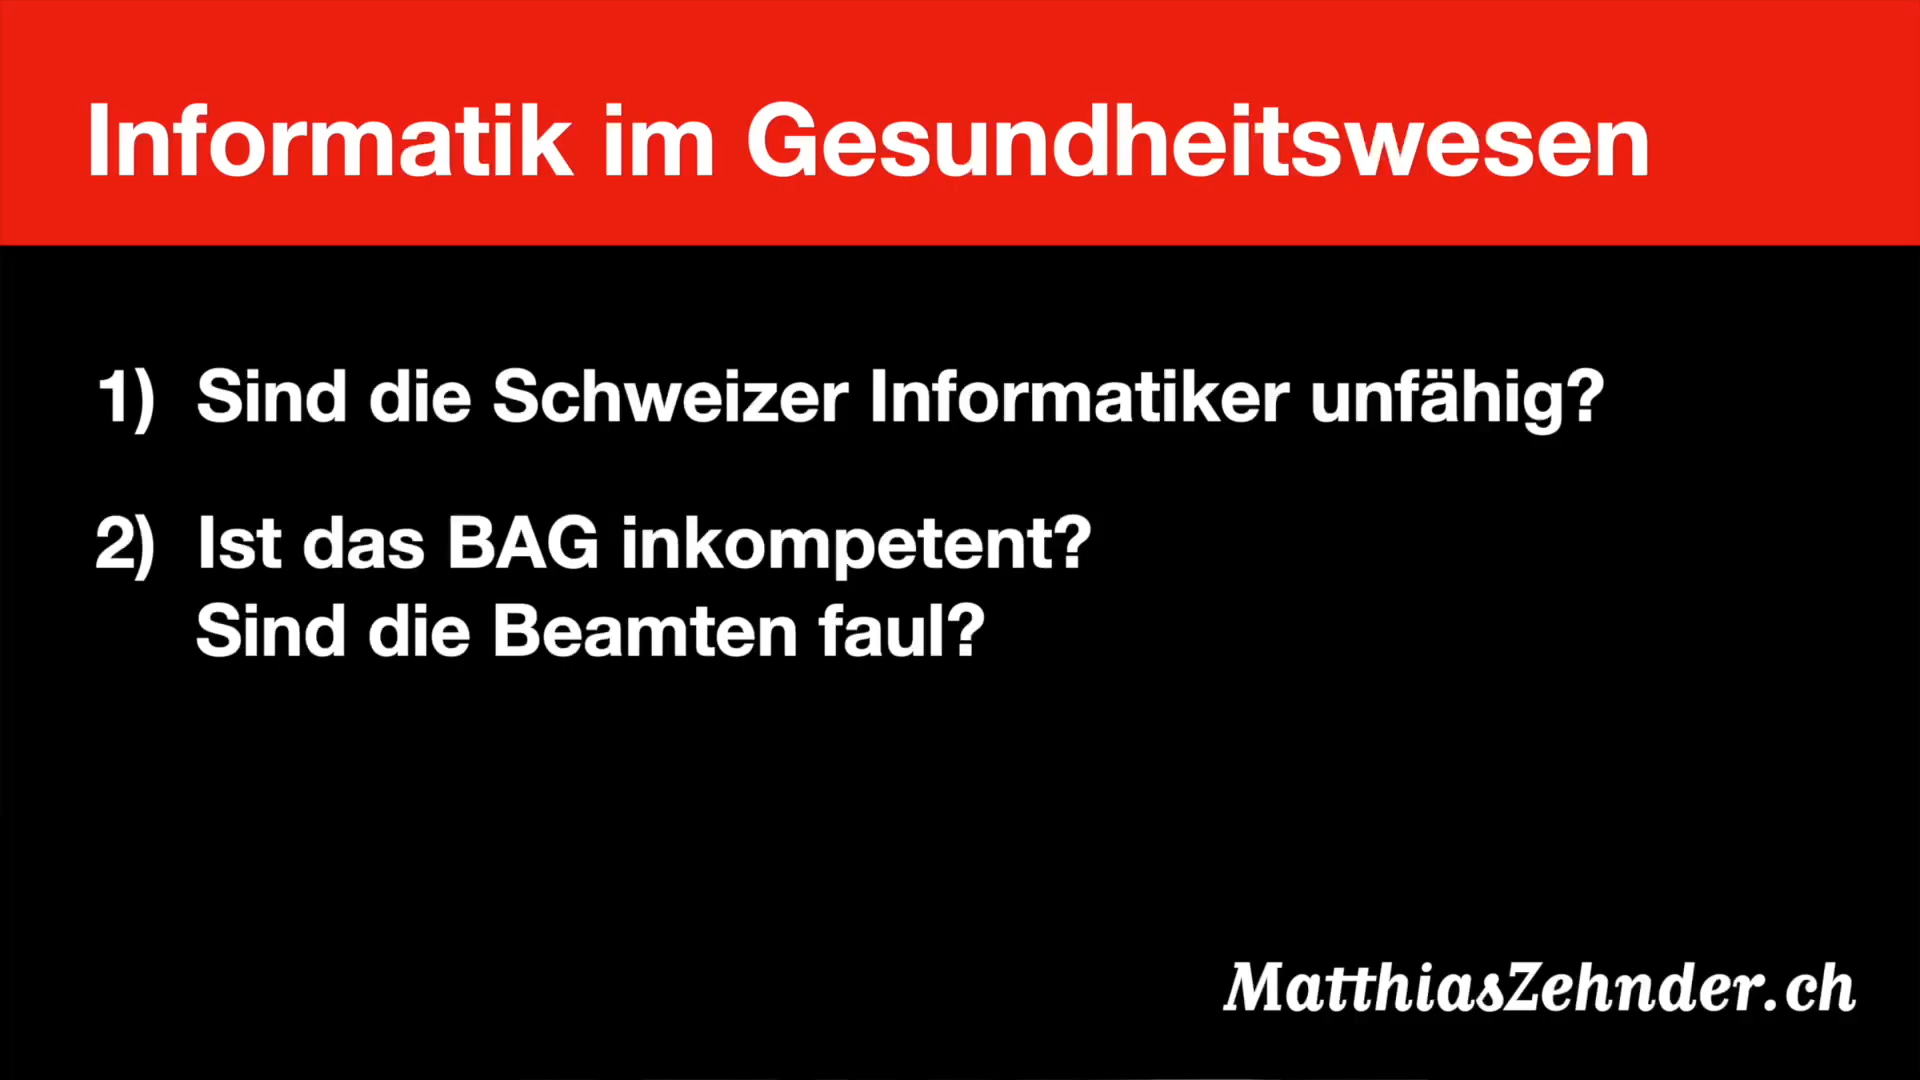 Informatik im Gesundheitswesen
1) Sind die Schweizer Informatiker unfähig?
2) Ist das BAG inkompetent?
Sind die Beamten faul?
MatthiasZehnder.ch